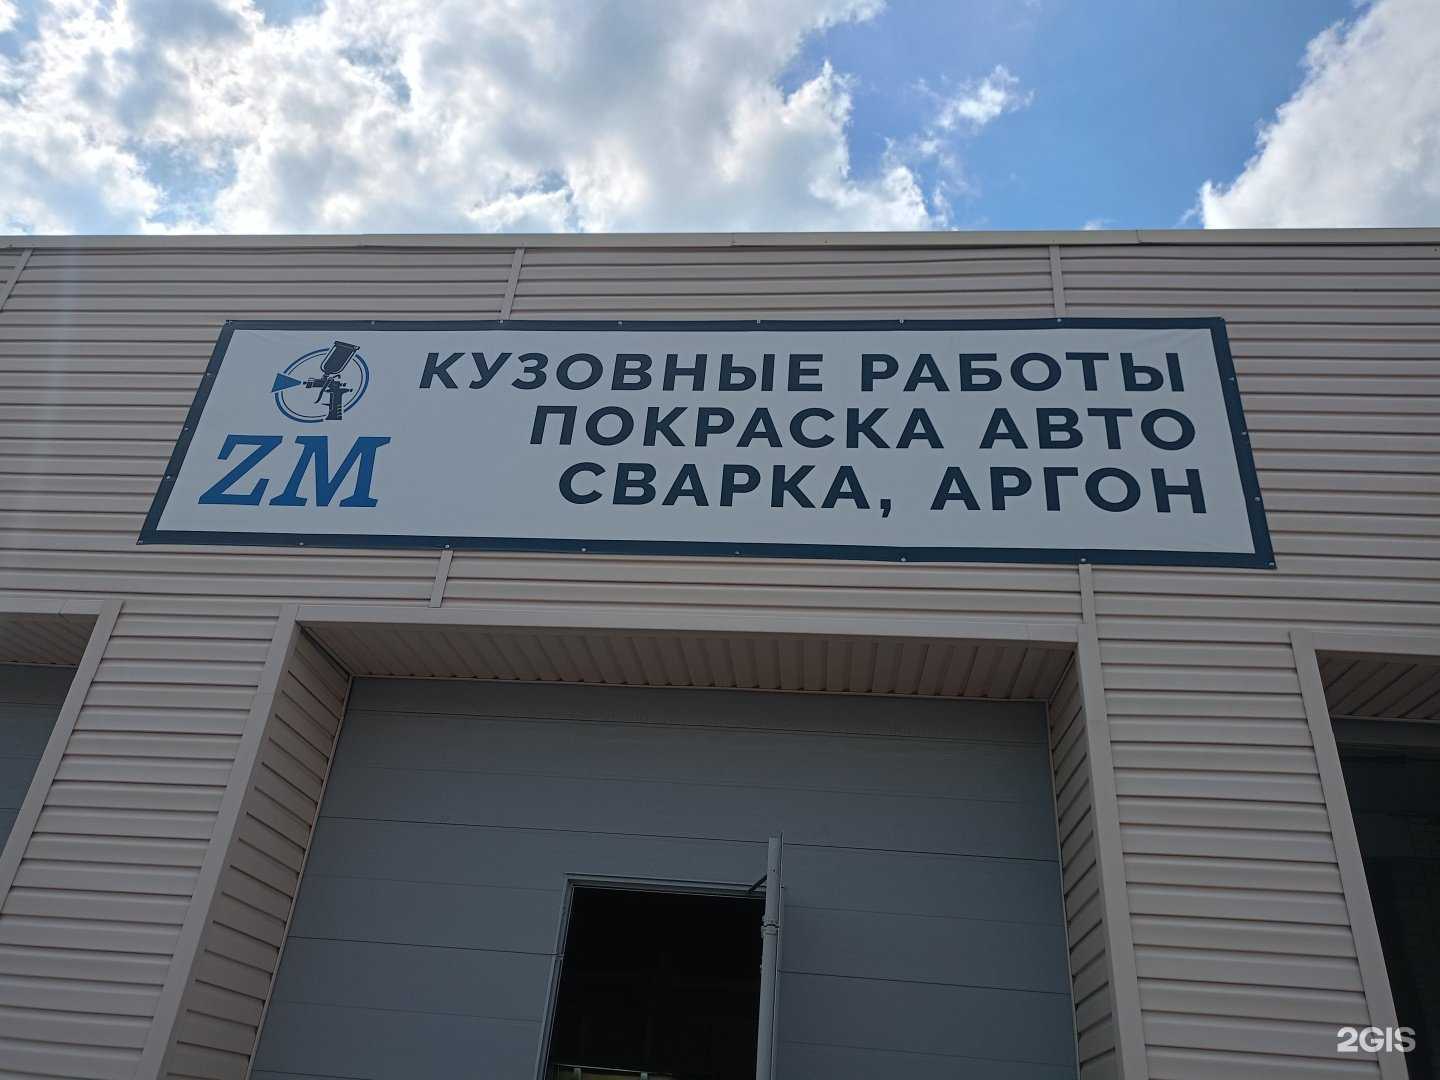 ZM
КУЗОВНЫЕ РАБОТЫ
ПОКРАСКА АВТО
СВАРКА, АРГОН
2GIS